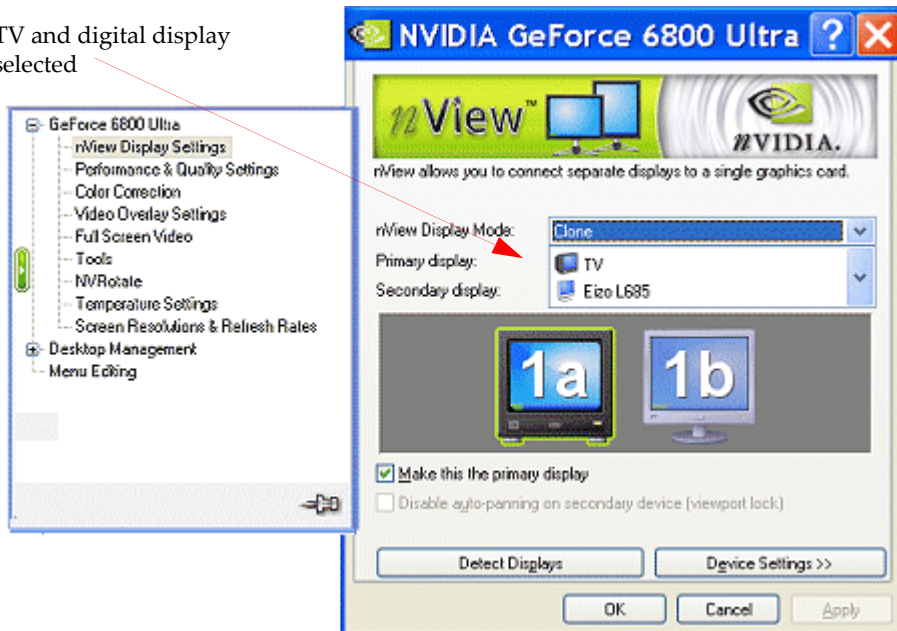 TV and digital display
selected
NVIDIA GeForce 6800 Ultra
GeForce 6800 Ultra
nView Display Settings
Performance & Quality Settings
Color Correction
Video Overlay Settings
Full Screen Video
Tools
NVRotate
Temperature Settings
Screen Resolutions & Refresh Rates
Desktop Management
Menu Editing
nView™
nVIDIA.
nView allows you to connect separate displays to a single graphics card.
nView Display Mode: Clone
Primary display: TV
Secondary display: Eizo L685
1a 1b
Make this the primary display
Disable auto-panning on secondary device (viewport lock)
Detect Displays Device Settings >>
OK Cancel Apply